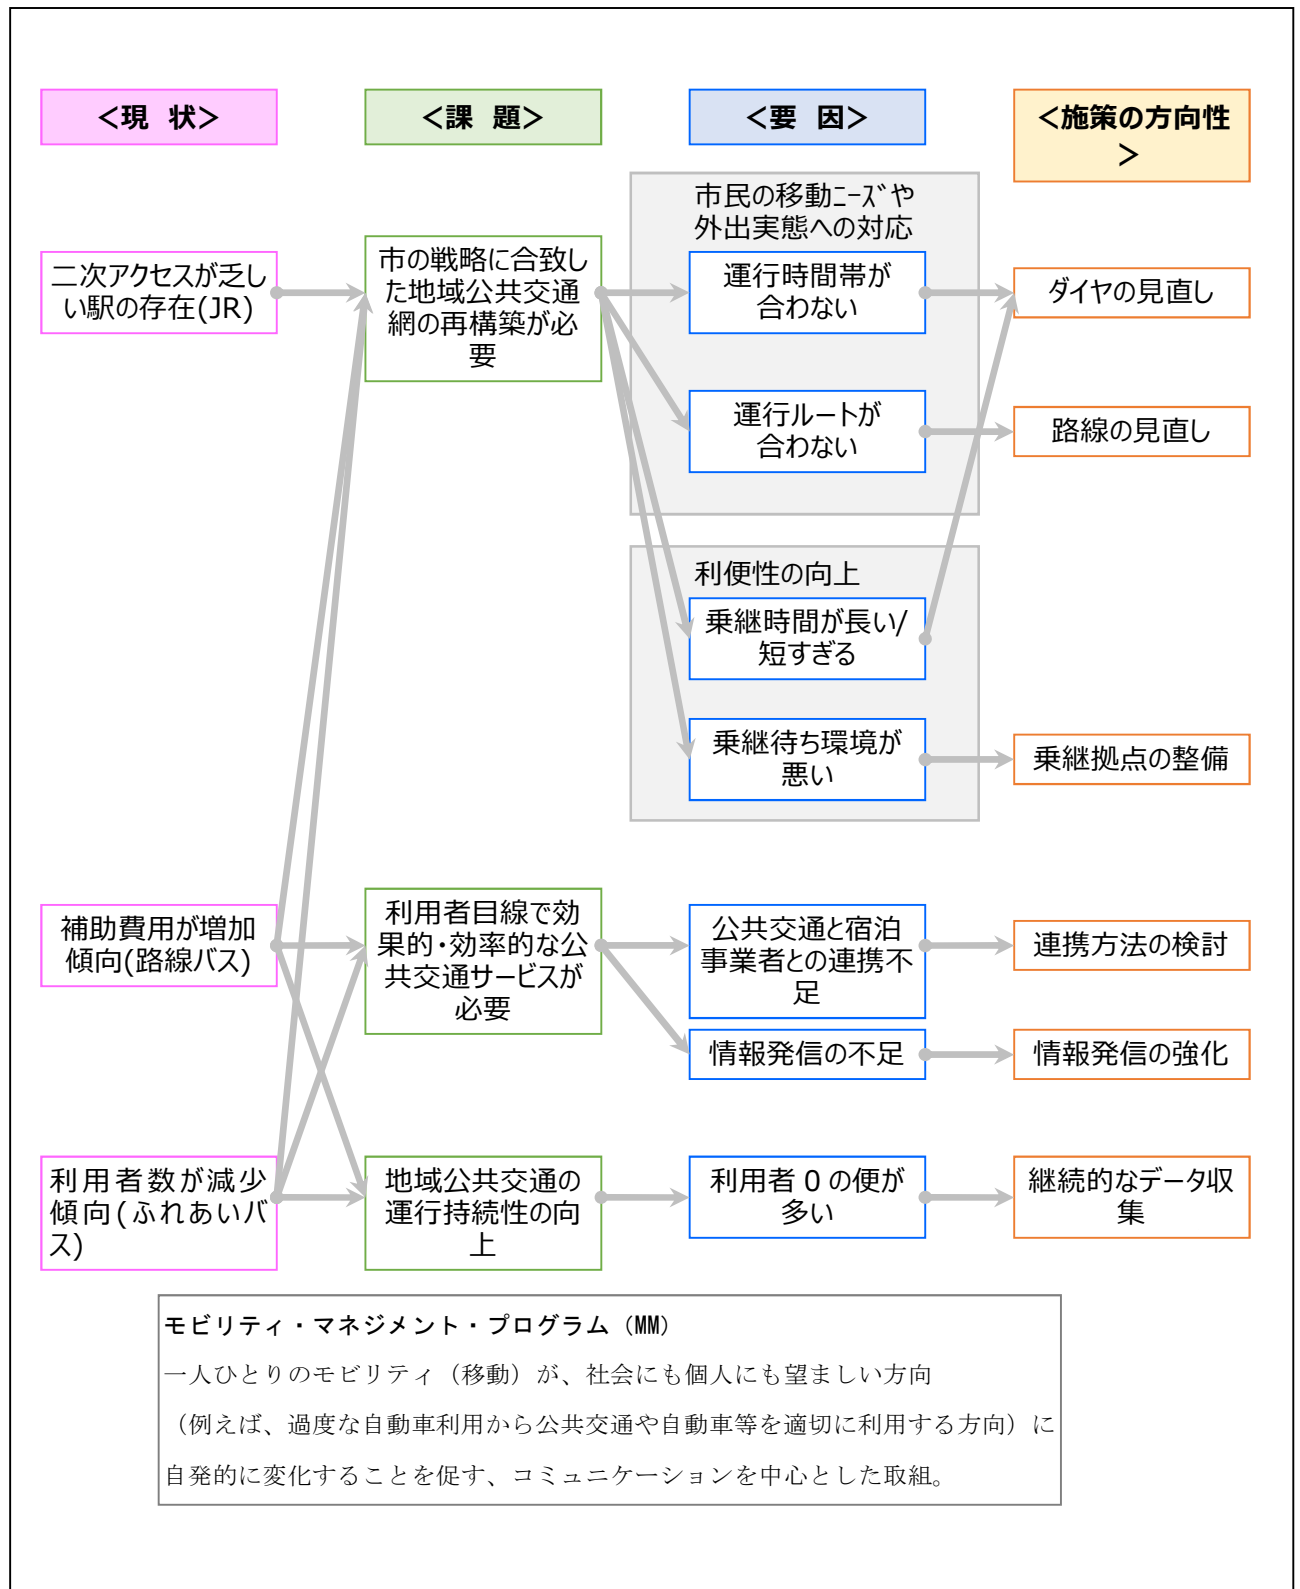 ＜現 状＞
＜課 題＞
＜要 因＞
＜施策の方向性
＞
市民の移動ﾆｰｽﾞや
外出実態への対応
二次アクセスが乏し
い駅の存在(JR)
市の戦略に合致し
た地域公共交通
網の再構築が必
要
運行時間帯が
合わない
ダイヤの見直し
運行ルートが
合わない
路線の見直し
利便性の向上
乗継時間が長い/
短すぎる
乗継待ち環境が
悪い
乗継拠点の整備
補助費用が増加
傾向(路線バス)
利用者目線で効
果的・効率的な公
共交通サービスが
必要
公共交通と宿泊
事業者との連携不
足
連携方法の検討
情報発信の不足
情報発信の強化
利用者数が減少
傾向(ふれあいバ
ス)
地域公共交通の
運行持続性の向
上
利用者０の便が
多い
継続的なデータ収
集
モビリティ・マネジメント・プログラム（MM）
一人ひとりのモビリティ（移動）が、社会にも個人にも望ましい方向
（例えば、過度な自動車利用から公共交通や自動車等を適切に利用する方向）に
自発的に変化することを促す、コミュニケーションを中心とした取組。